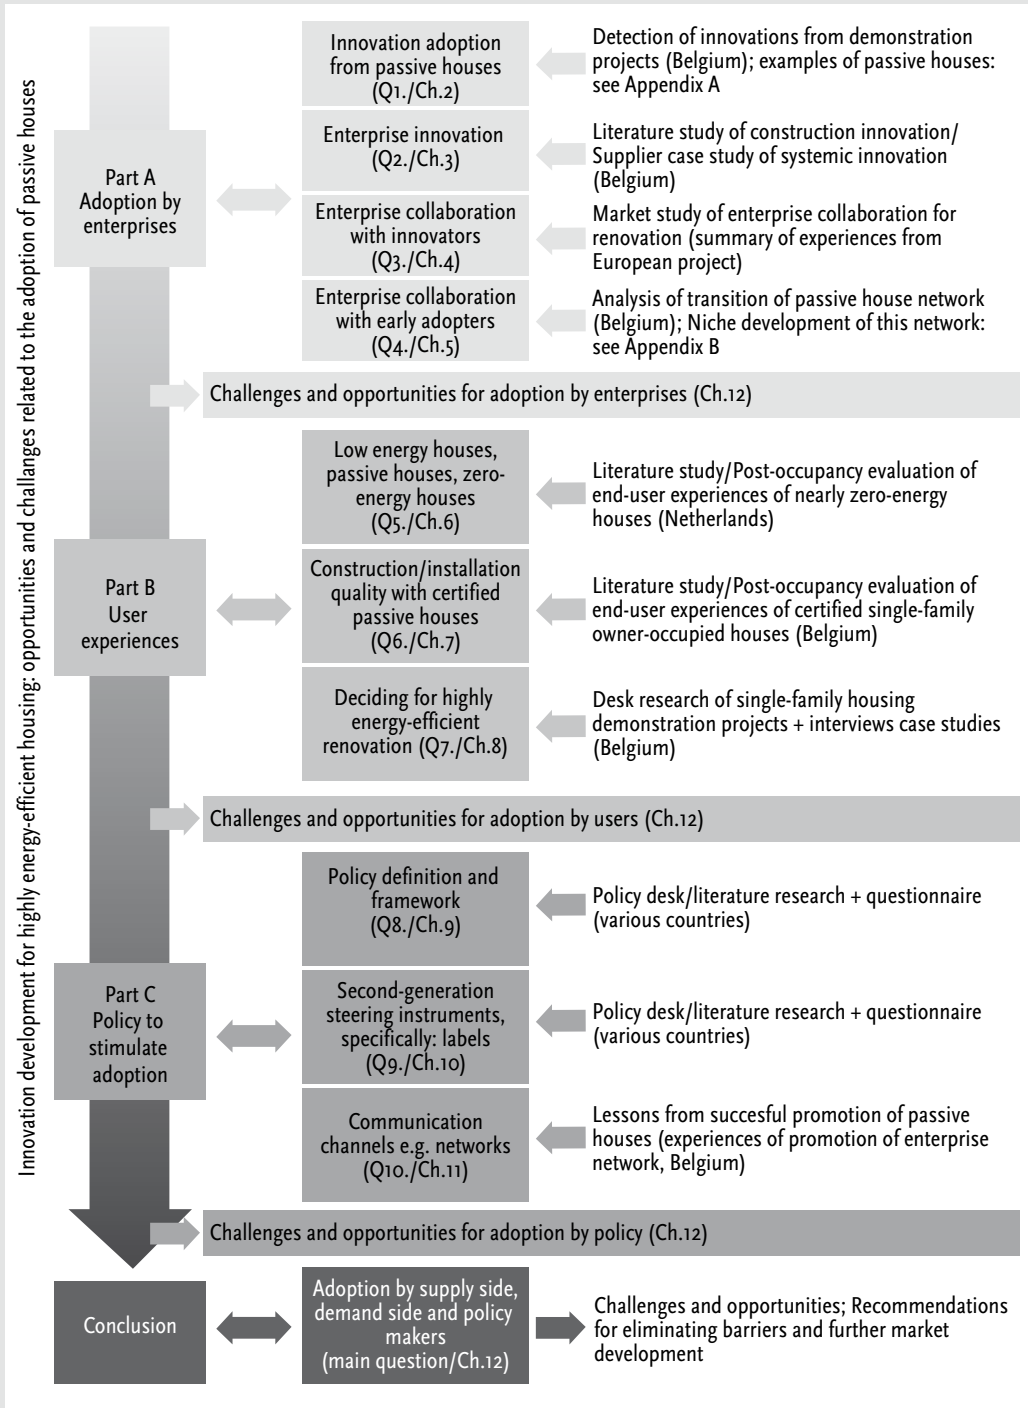 Innovation development for highly energy-efficient housing: opportunities and challanges related to the adoption of passive houses
Part A
Adoption by
enterprises
Innovation adoption
from passive houses
(Q1./Ch.2)
Detection of innovations from demonstration
projects (Belgium); examples of passive houses:
see Appendix A
Enterprise innovation
(Q2./Ch.3)
Literature study of construction innovation/
Supplier case study of systemic innovation
(Belgium)
Enterprise collaboration
with innovators
(Q3./Ch.4)
Market study of enterprise collaboration for
renovation (summary of experiences from
European project)
Enterprise collaboration
with early adopters
(Q4./Ch.5)
Analysis of transition of passive house network
(Belgium); Niche development of this network:
see Appendix B
Challenges and opportunities for adoption by enterprises (Ch.12)
Part B
User
experiences
Low energy houses,
passive houses, zero-
energy houses
(Q5./Ch.6)
Literature study/Post-occupancy evaluation of
end-user experiences of nearly zero-energy
houses (Netherlands)
Construction/installation
quality with certified
passive houses
(Q6./Ch.7)
Literature study/Post-occupancy evaluation of
end-user experiences of certified single-family
owner-occupied houses (Belgium)
Deciding for highly
energy-efficient
renovation (Q7./Ch.8)
Desk research of single-family housing
demonstration projects + interviews case studies
(Belgium)
Challenges and opportunities for adoption by users (Ch.12)
Part C
Policy to
stimulate
adoption
Policy definition and
framework
(Q8./Ch.9)
Policy desk/literature research + questionnaire
(various countries)
Second-generation
steering instruments,
specifically: labels
(Q9./Ch.10)
Policy desk/literature research + questionnaire
(various countries)
Communication
channels e.g. networks
(Q10./Ch.11)
Lessons from succesful promotion of passive
houses (experiences of promotion of enterprise
network, Belgium)
Challenges and opportunities for adoption by policy (Ch.12)
Conclusion
Adoption by supply side,
demand side and policy
makers
(main question/Ch.12)
Challenges and opportunities; Recommendations
for eliminating barriers and further market
development